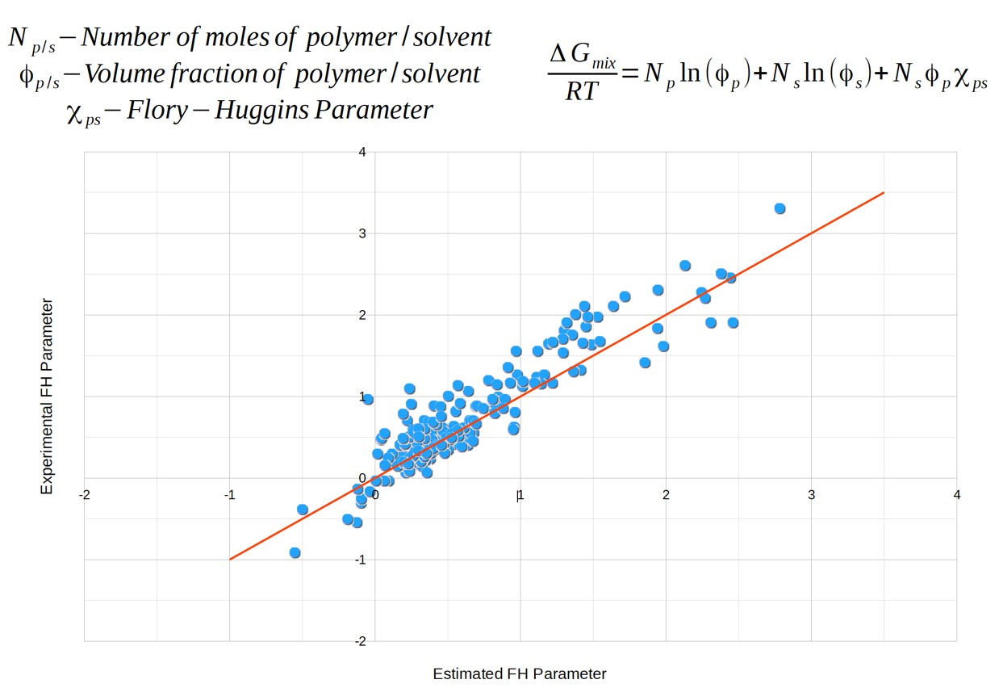 N p/s − Number of moles of polymer / solvent
ϕ p/s − Volume fraction of polymer / solvent
χ ps − Flory − Huggins Parameter
ΔG mix / RT = N p ln(ϕ p) + N s ln(ϕ s) + N s ϕ p χ ps
4
3
2
1
0
-2 -1 0 1 2 3 4
-1
-2
Experimental FH Parameter
Estimated FH Parameter